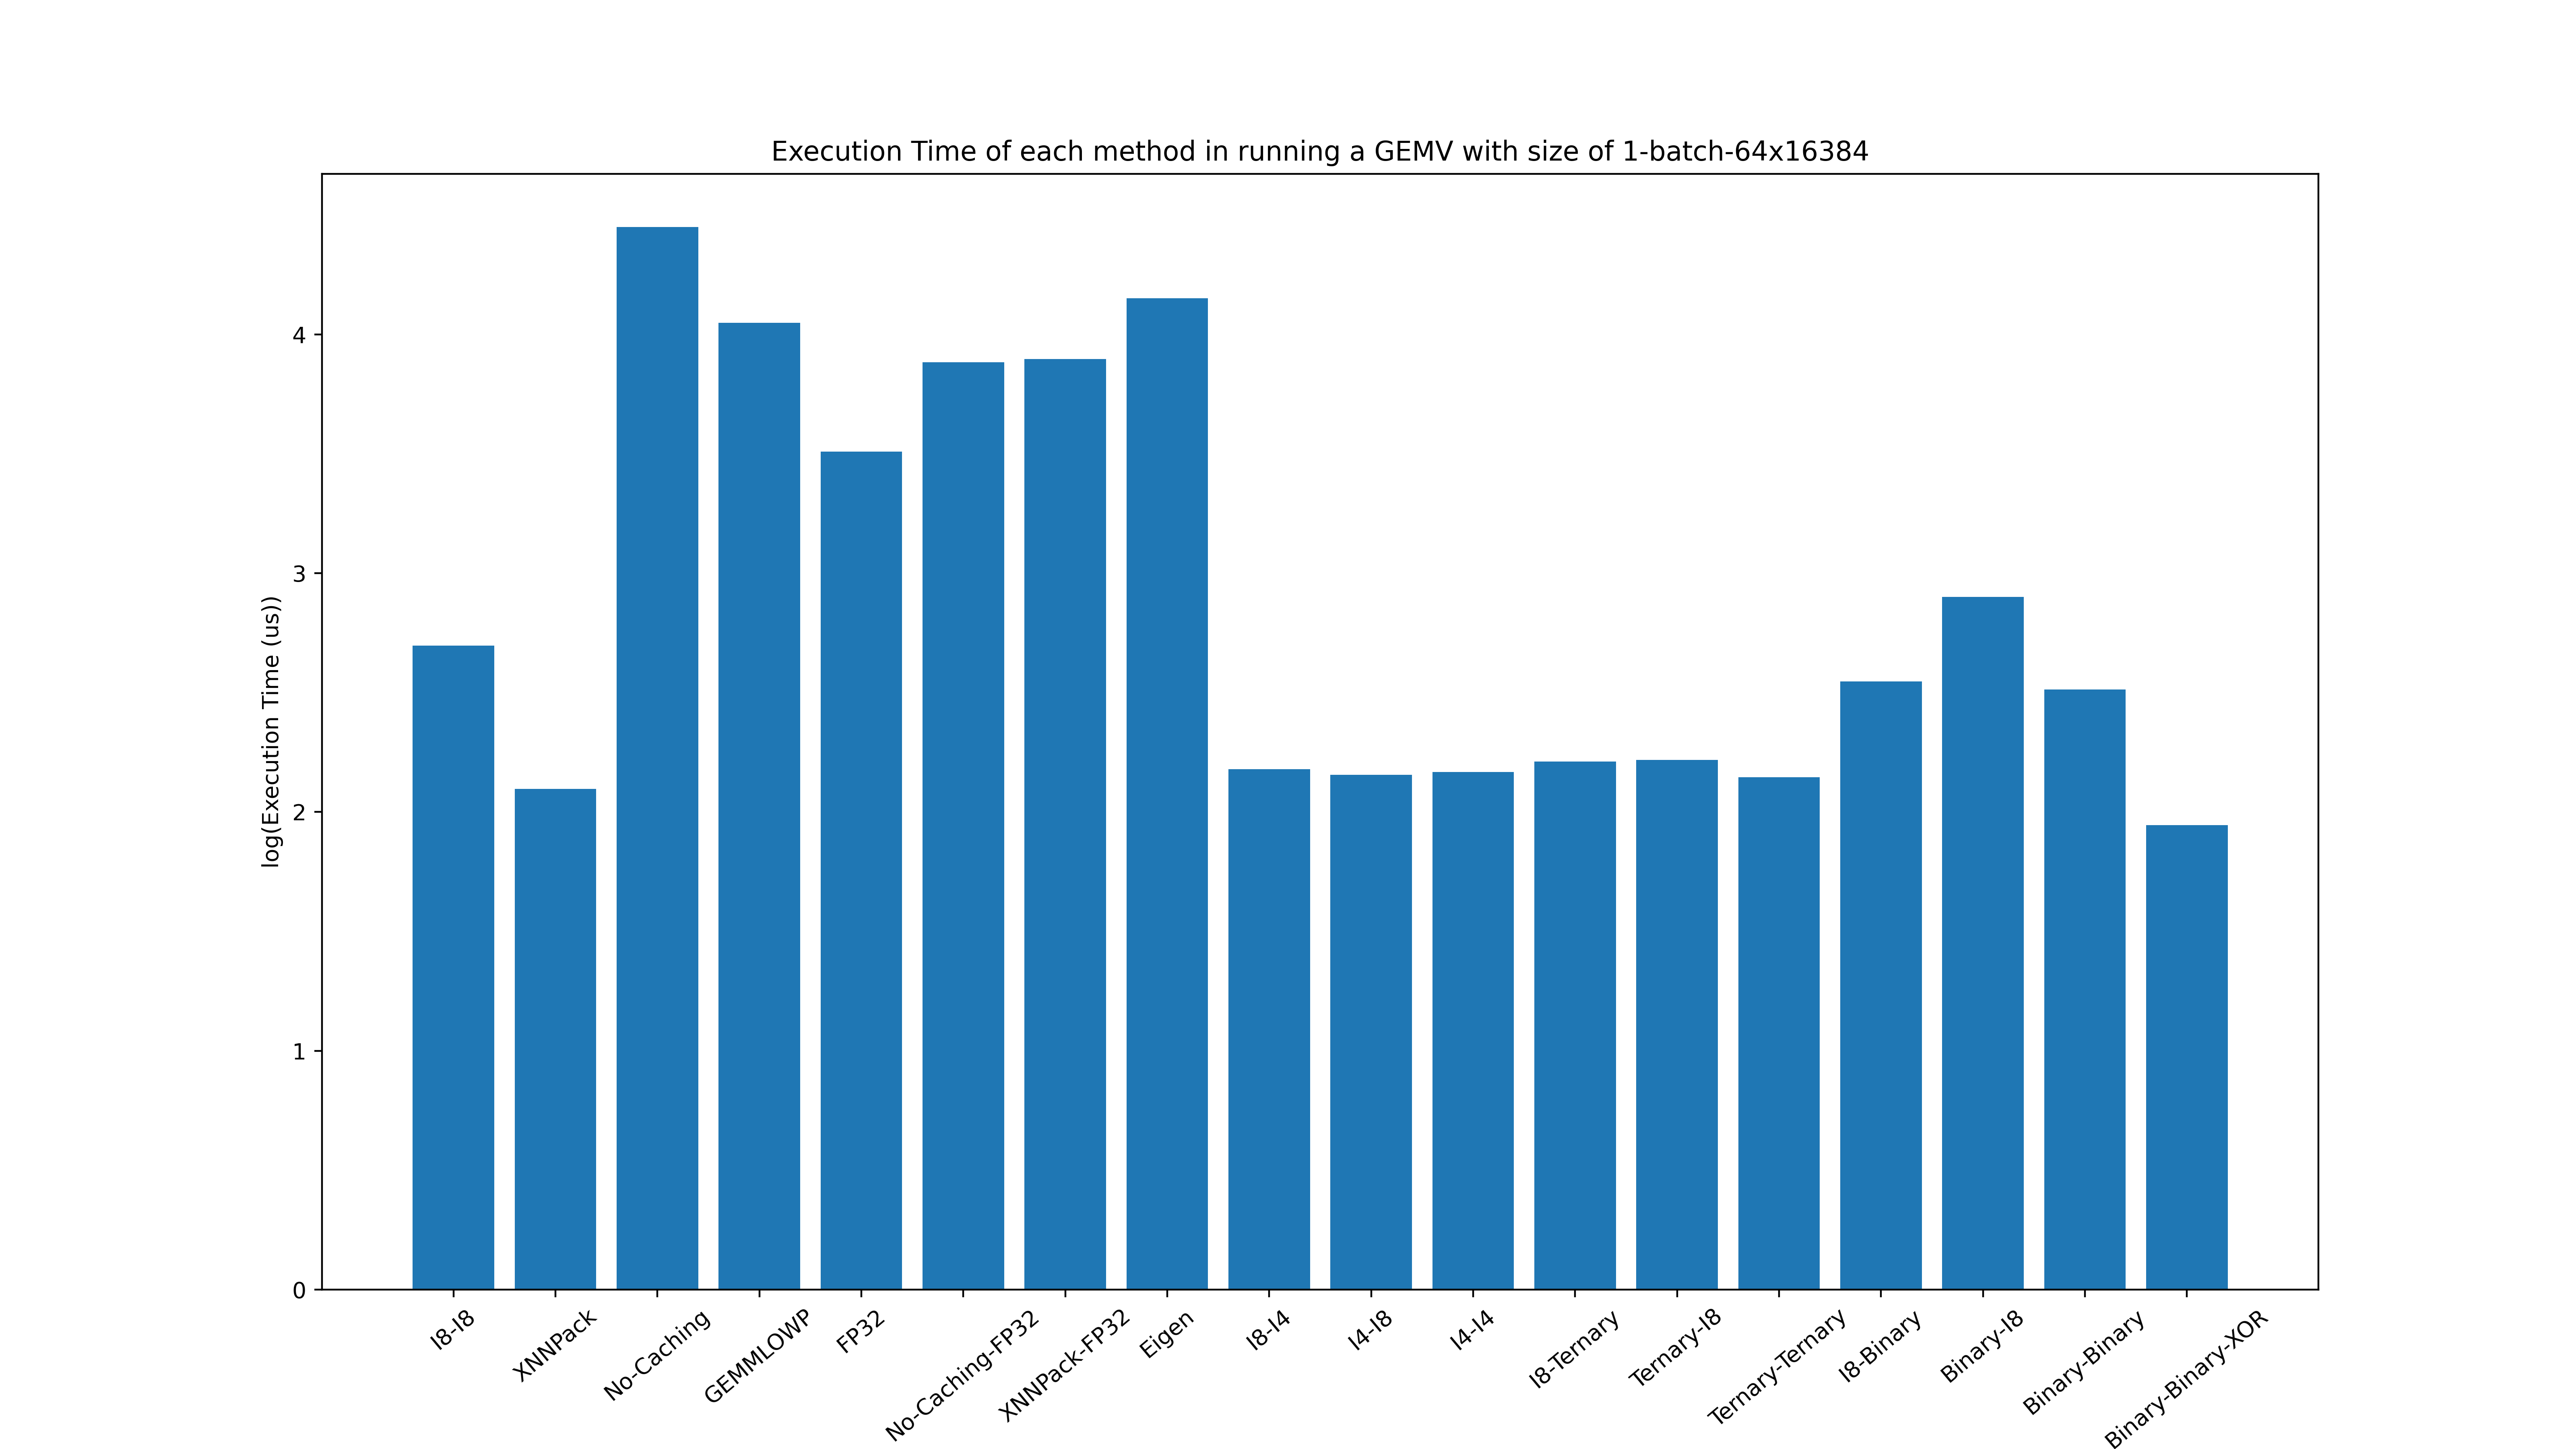 Execution Time of each method in running a GEMV with size of 1-batch-64x16384
log(Execution Time (us))
4
3
2
1
0
I8-I8
XNNPack
No-Caching
GEMMLOWP
FP32
No-Caching-FP32
XNNPack-FP32
Eigen
I8-I4
I4-I8
I4-I4
I8-Ternary
Ternary-I8
Ternary-Ternary
I8-Binary
Binary-I8
Binary-Binary
Binary-Binary-XOR